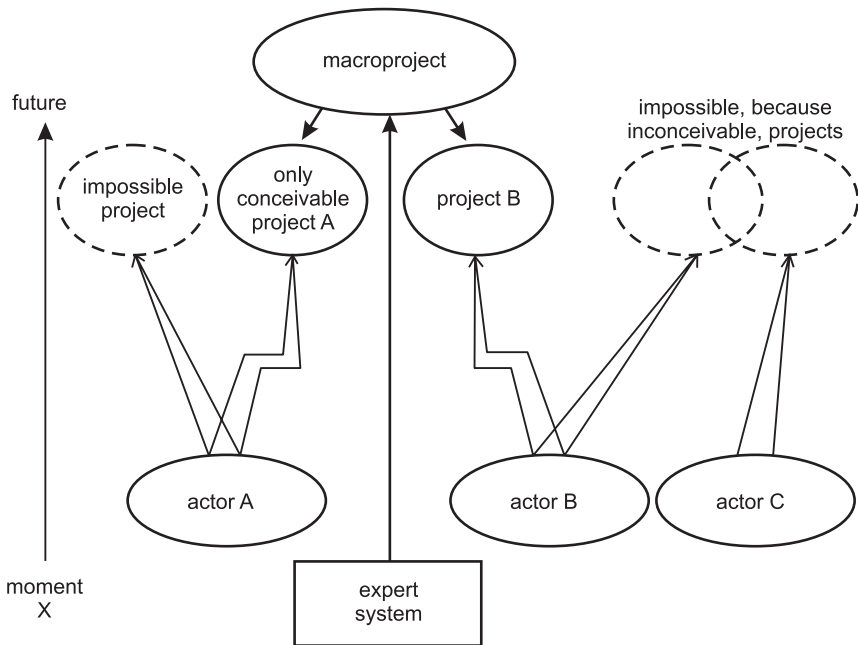 macroproject
future
impossible, because
inconceivable, projects
impossible
project
only
conceivable
project A
project B
actor A
actor B
actor C
moment
X
expert
system